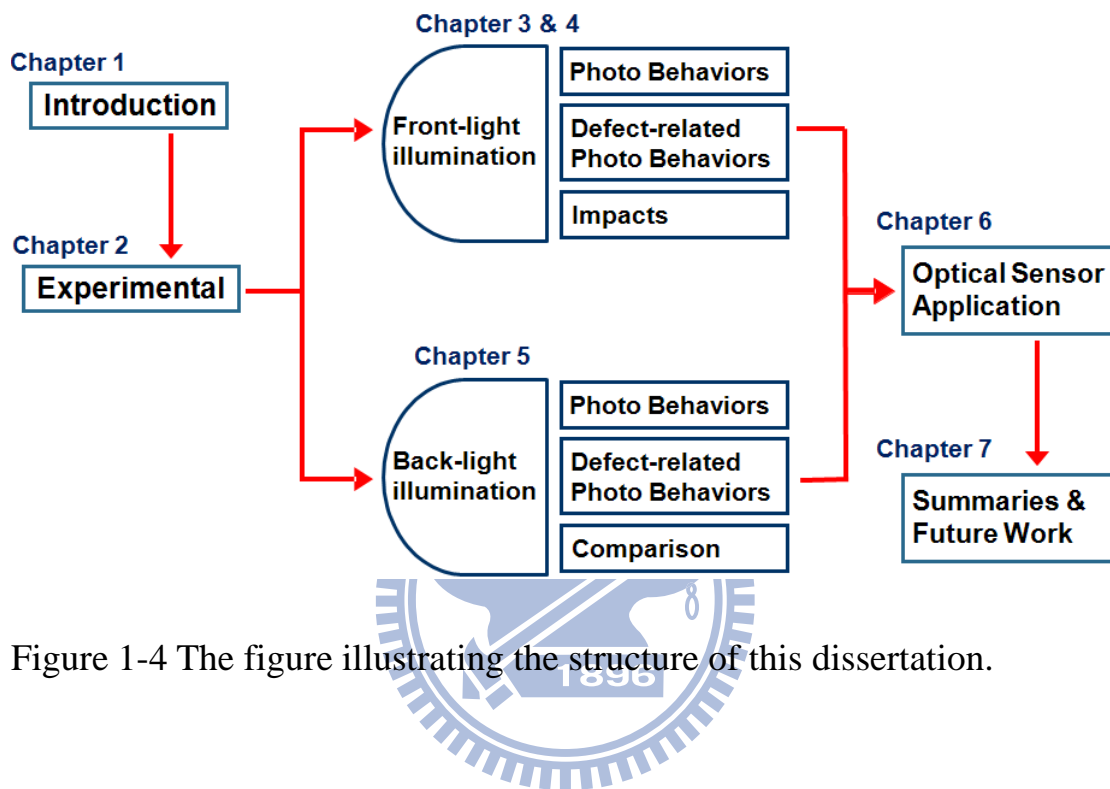 Chapter 1
Introduction
Chapter 2
Experimental
Chapter 3 & 4
Front-light
illumination
Photo Behaviors
Defect-related
Photo Behaviors
Impacts
Chapter 5
Back-light
illumination
Photo Behaviors
Defect-related
Photo Behaviors
Comparison
Chapter 6
Optical Sensor
Application
Chapter 7
Summaries &
Future Work
Figure 1-4 The figure illustrating the structure of this dissertation.
1896